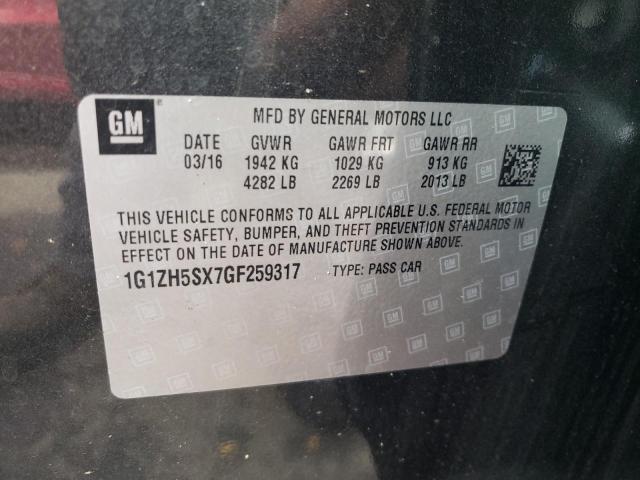 GM
MFD BY GENERAL MOTORS LLC
DATE GVWR GAWR FRT GAWR RR
03/16 1942 KG 1029 KG 913 KG
4282 LB 2269 LB 2013 LB
THIS VEHICLE CONFORMS TO ALL APPLICABLE U.S. FEDERAL MOTOR
VEHICLE SAFETY, BUMPER, AND THEFT PREVENTION STANDARDS IN
EFFECT ON THE DATE OF MANUFACTURE SHOWN ABOVE.
1G1ZH5SX7GF259317 TYPE: PASS CAR